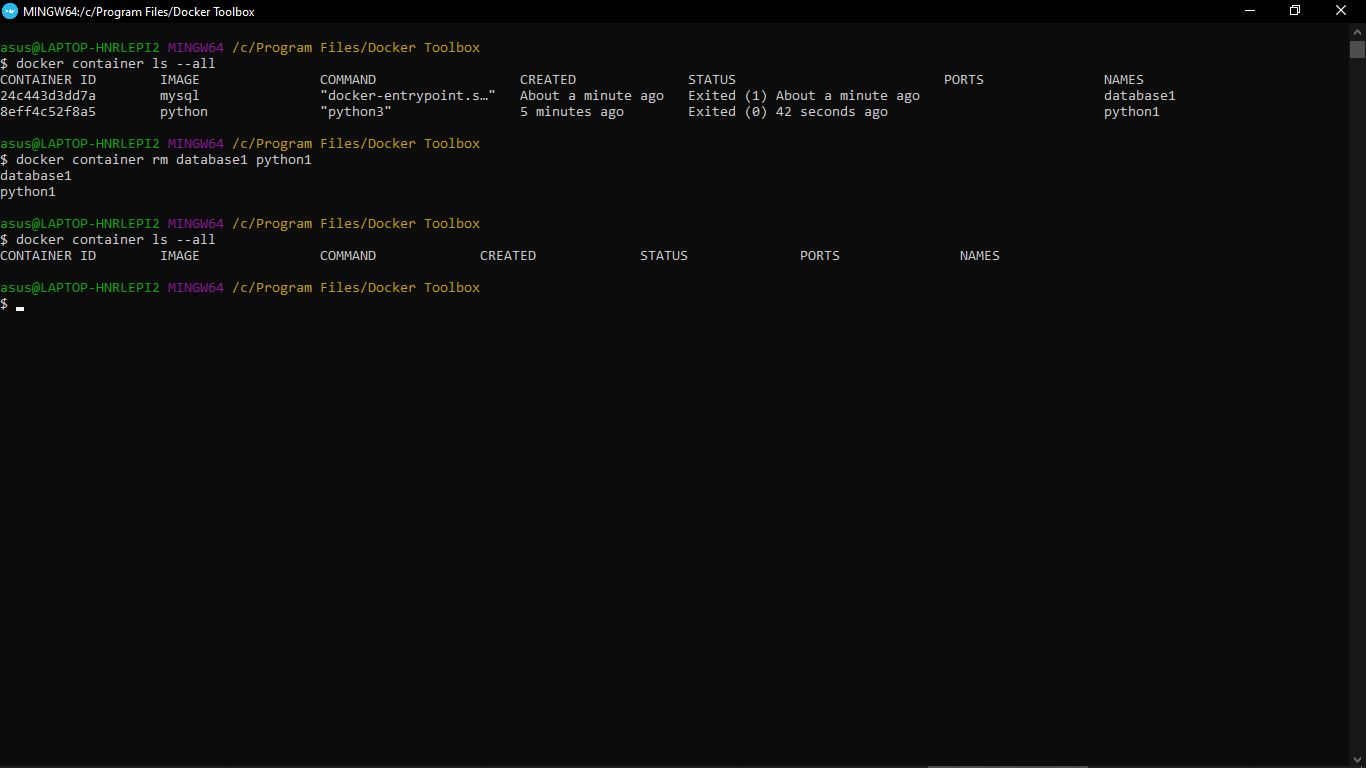 MINGW64:/c/Program Files/Docker Toolbox
asus@LAPTOP-HNRLEPI2 MINGW64 /c/Program Files/Docker Toolbox
$ docker container ls --all
CONTAINER ID IMAGE COMMAND CREATED STATUS PORTS NAMES
24c443d3dd7a mysql "docker-entrypoint.s…" About a minute ago Exited (1) About a minute ago database1
8eff4c52f8a5 python "python3" 5 minutes ago Exited (0) 42 seconds ago python1
asus@LAPTOP-HNRLEPI2 MINGW64 /c/Program Files/Docker Toolbox
$ docker container rm database1 python1
database1
python1
asus@LAPTOP-HNRLEPI2 MINGW64 /c/Program Files/Docker Toolbox
$ docker container ls --all
CONTAINER ID IMAGE COMMAND CREATED STATUS PORTS NAMES
asus@LAPTOP-HNRLEPI2 MINGW64 /c/Program Files/Docker Toolbox
$